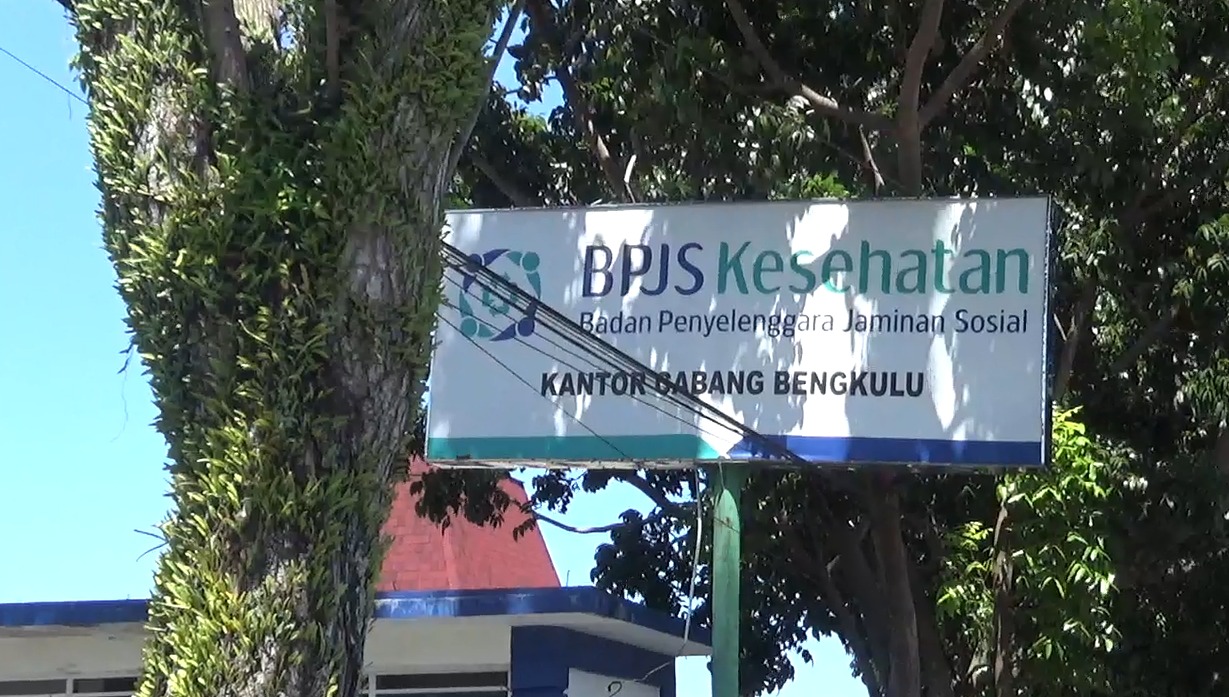 BPJS Kesehatan
Badan Penyelenggara Jaminan Sosial
KANTOR CABANG BENGKULU